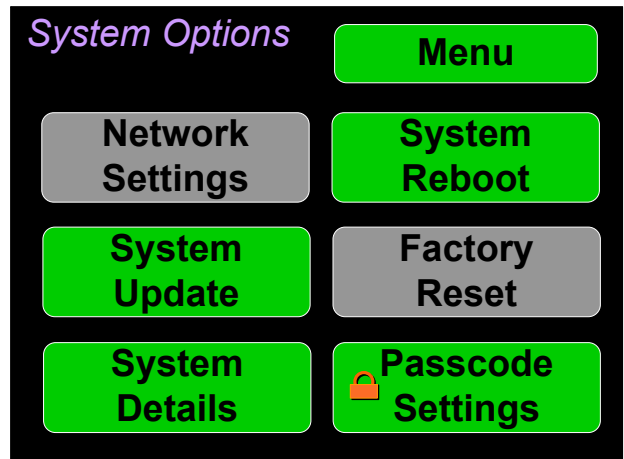 System Options
Menu
Network
Settings
System
Reboot
System
Update
Factory
Reset
System
Details
Passcode
Settings